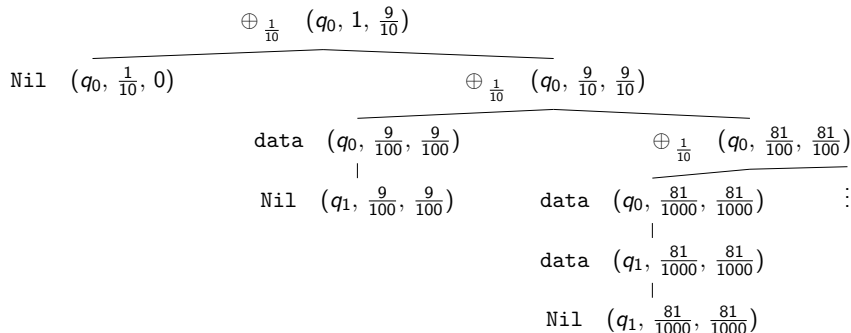 ⊕ 1/10 (q₀, 1, 9/10)
Nil (q₀, 1/10, 0) ⊕ 1/10 (q₀, 9/10, 9/10)
data (q₀, 9/100, 9/100) ⊕ 1/10 (q₀, 81/100, 81/100)
Nil (q₁, 9/100, 9/100) data (q₀, 81/1000, 81/1000) ⋮
data (q₁, 81/1000, 81/1000)
Nil (q₁, 81/1000, 81/1000)